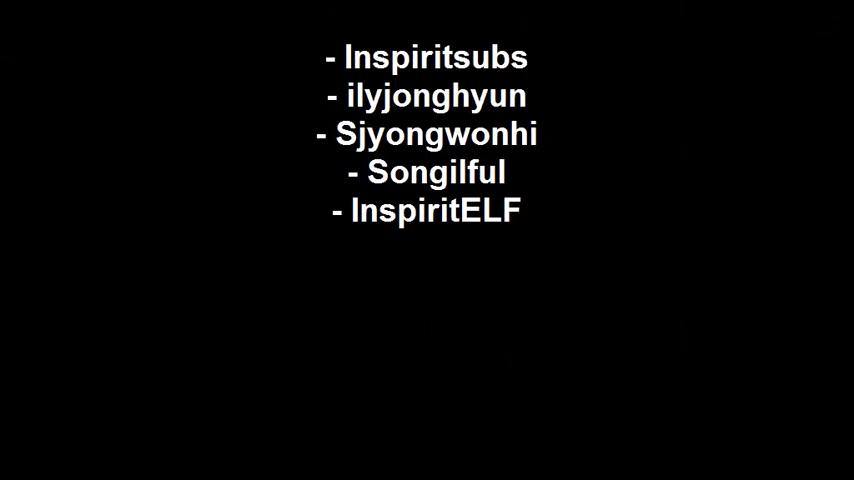 - Inspiritsubs
- ilyjonghyun
- Sjyongwonhi
- Songilful
- InspiritELF